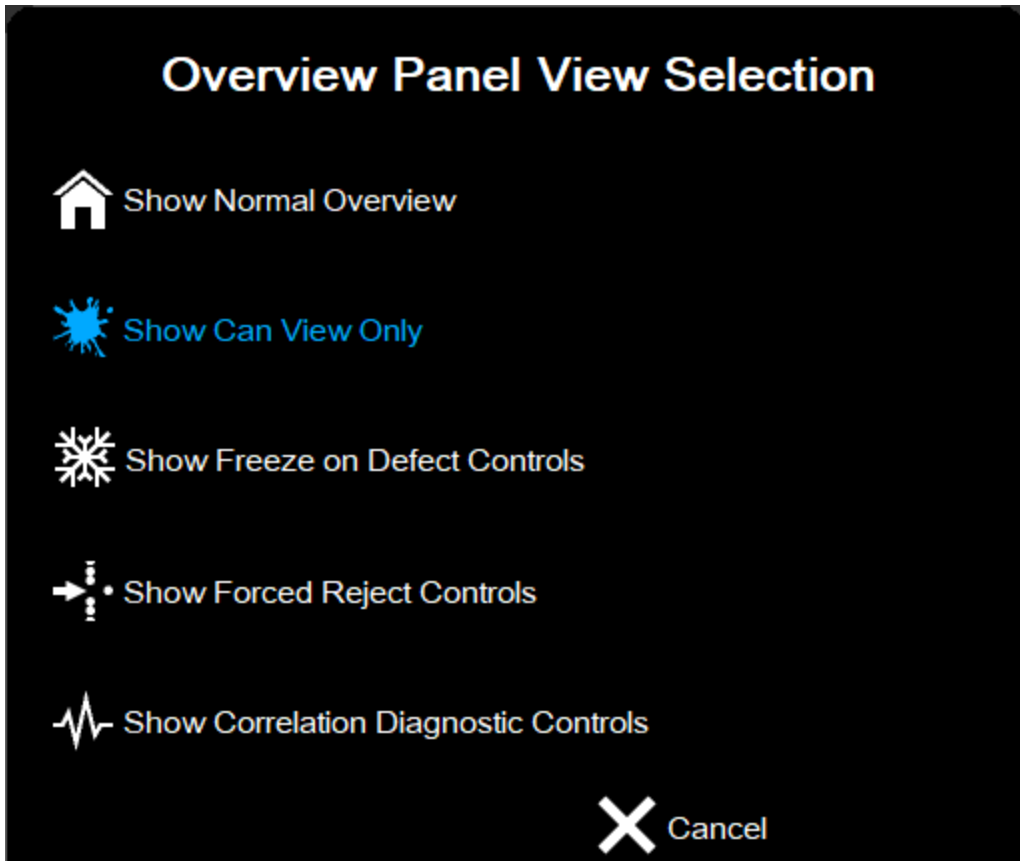 Overview Panel View Selection
Show Normal Overview
Show Can View Only
Show Freeze on Defect Controls
Show Forced Reject Controls
Show Correlation Diagnostic Controls
Cancel